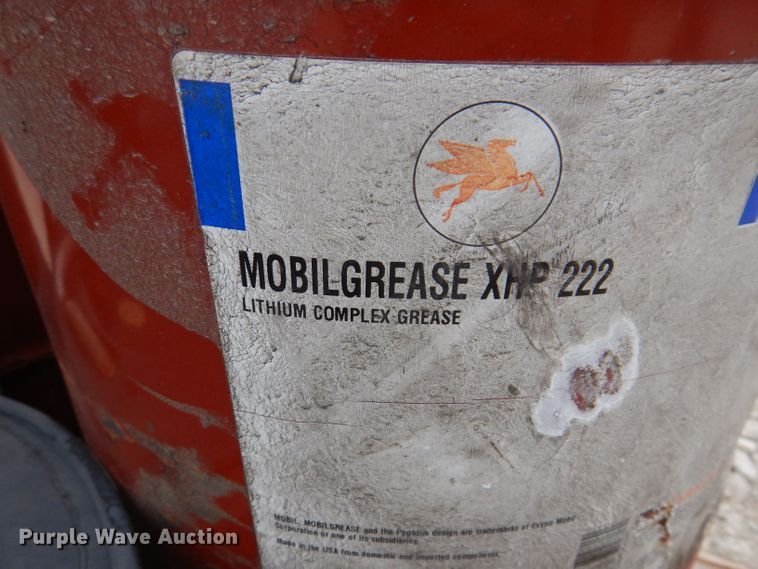 MOBILGREASE XHP 222
LITHIUM COMPLEX GREASE
MOBIL, MOBILGREASE and the Pegasus design are trademarks of Exxon Mobil
Corporation or one of its subsidiaries.
Made in the USA from domestic and imported components.
Purple Wave Auction